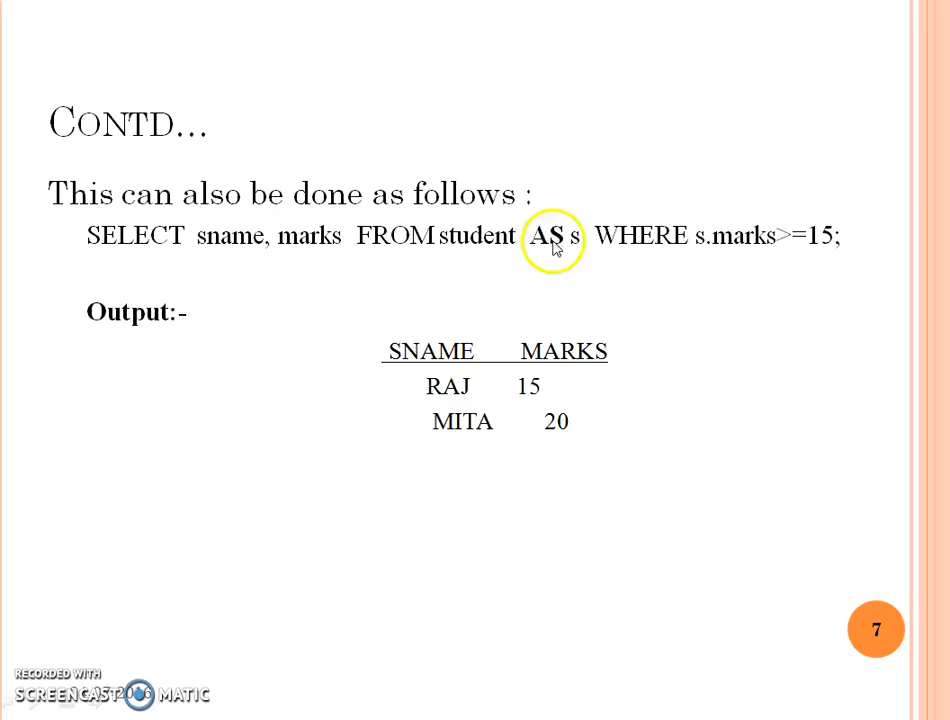 CONTD...
This can also be done as follows :
SELECT sname, marks FROM student AS s WHERE s.marks>=15;
Output:-
SNAME MARKS
RAJ 15
MITA 20
7
RECORDED WITH
SCREENCAST MATIC